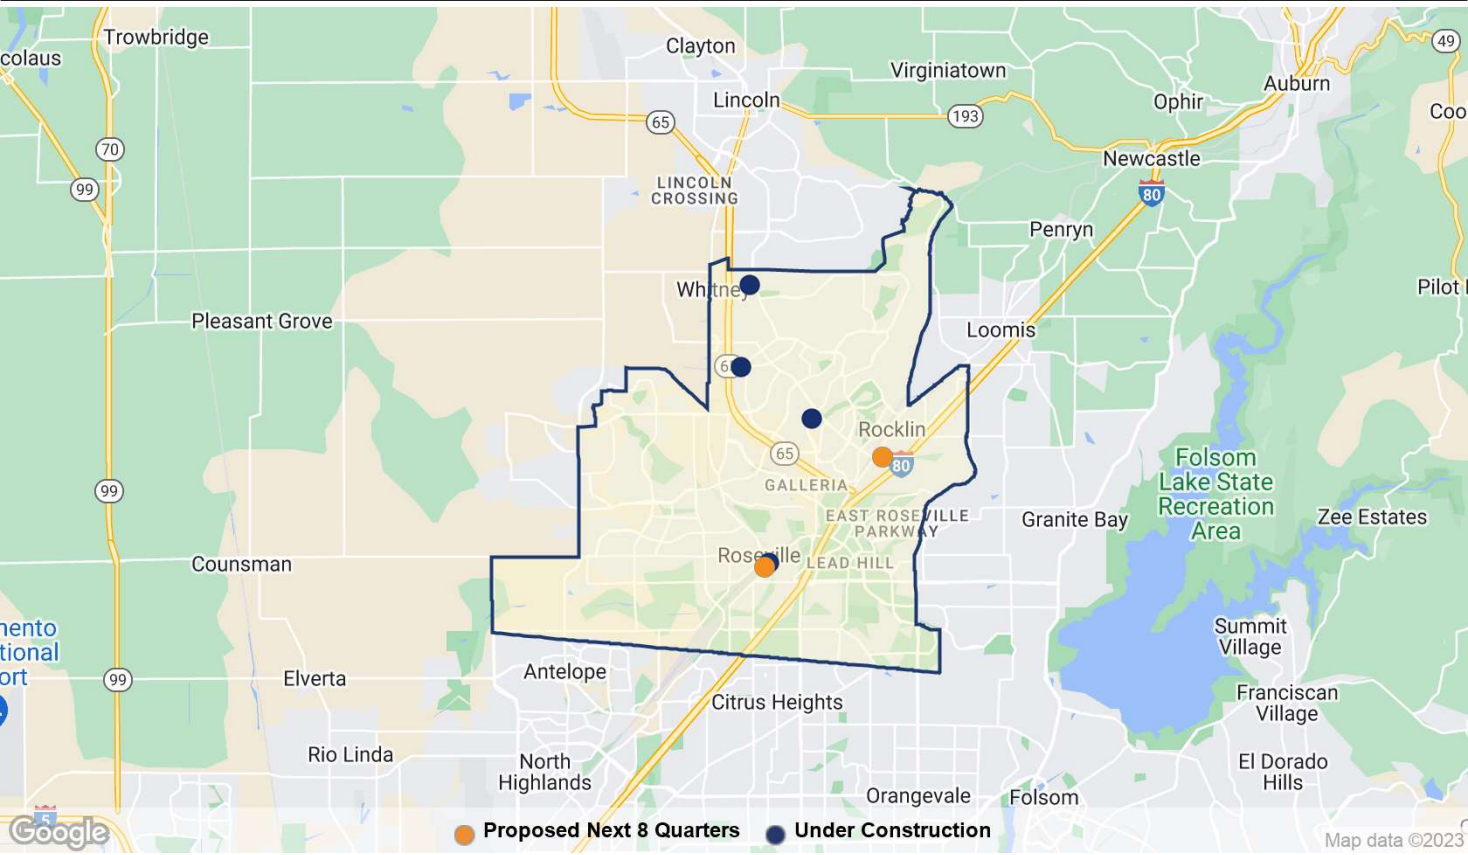 Trowbridge
colaus
Clayton
49
Virginiatown
Auburn
Lincoln
Ophir
193
65
Coo
70
Newcastle
99
LINCOLN
CROSSING
80
Penryn
Whitney
Pilot
Pleasant Grove
Loomis
6
Rocklin
65
80
GALLERIA
Folsom
Lake State
Recreation
Area
99
EAST ROSEVILLE
PARKWAY
Granite Bay
Zee Estates
Roseville
LEAD HILL
Counsman
mento
tional
ort
Summit
Village
Antelope
Elverta
99
Citrus Heights
Franciscan
Village
Rio Linda
North
Highlands
El Dorado
Hills
Orangevale
Folsom
5
Google
Proposed Next 8 Quarters
Under Construction
Map data ©2023